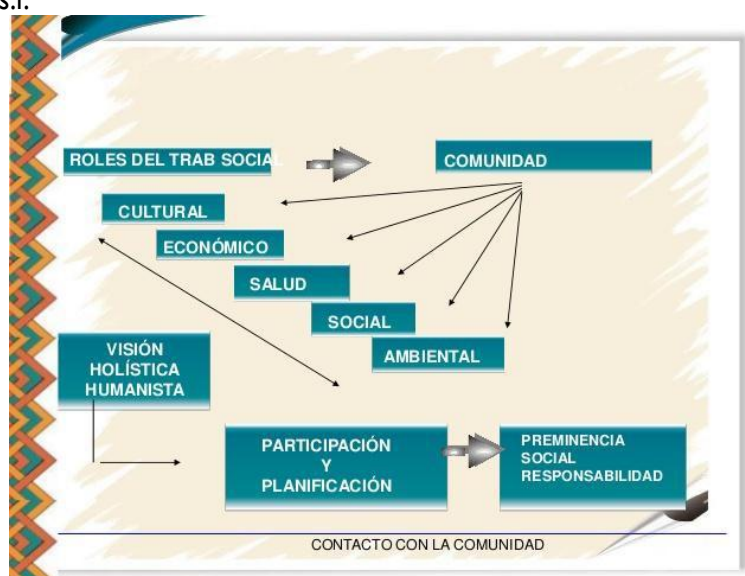 s.f.
ROLES DEL TRAB SOCIAL
COMUNIDAD
CULTURAL
ECONÓMICO
SALUD
SOCIAL
AMBIENTAL
VISIÓN
HOLÍSTICA
HUMANISTA
PARTICIPACIÓN
Y
PLANIFICACIÓN
PREMINENCIA
SOCIAL
RESPONSABILIDAD
CONTACTO CON LA COMUNIDAD